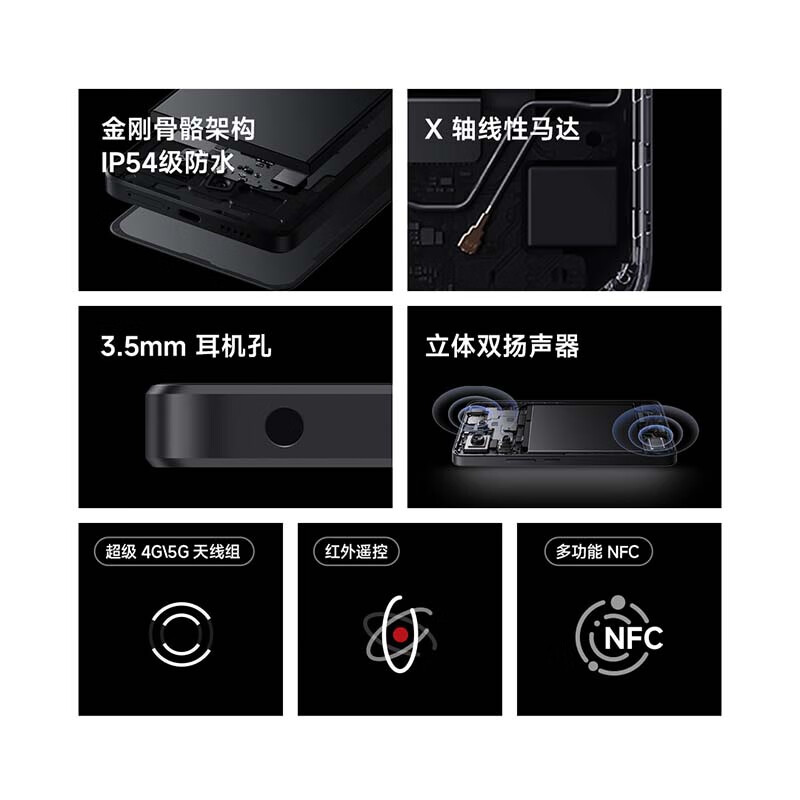 金刚骨骼架构
IP54级防水
X 轴线性马达
3.5mm 耳机孔
立体双扬声器
超级 4G\5G 天线组
红外遥控
多功能 NFC
NFC